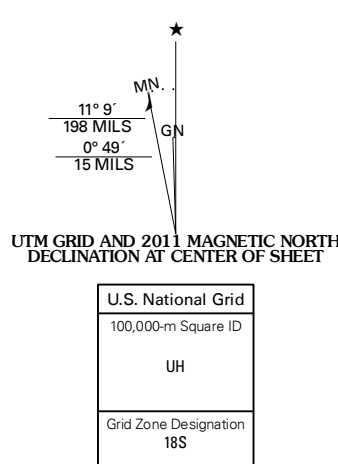 ★
MN
11° 9´
198 MILS
GN
0° 49´
15 MILS
UTM GRID AND 2011 MAGNETIC NORTH
DECLINATION AT CENTER OF SHEET
U.S. National Grid
100,000-m Square ID
UH
Grid Zone Designation
18S